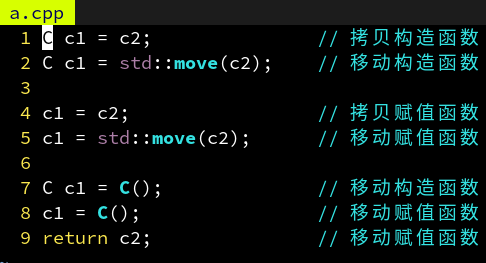 a.cpp
1 C c1 = c2; // 拷贝构造函数
2 C c1 = std::move(c2); // 移动构造函数
3
4 c1 = c2; // 拷贝赋值函数
5 c1 = std::move(c2); // 移动赋值函数
6
7 C c1 = C(); // 移动构造函数
8 c1 = C(); // 移动赋值函数
9 return c2; // 移动赋值函数